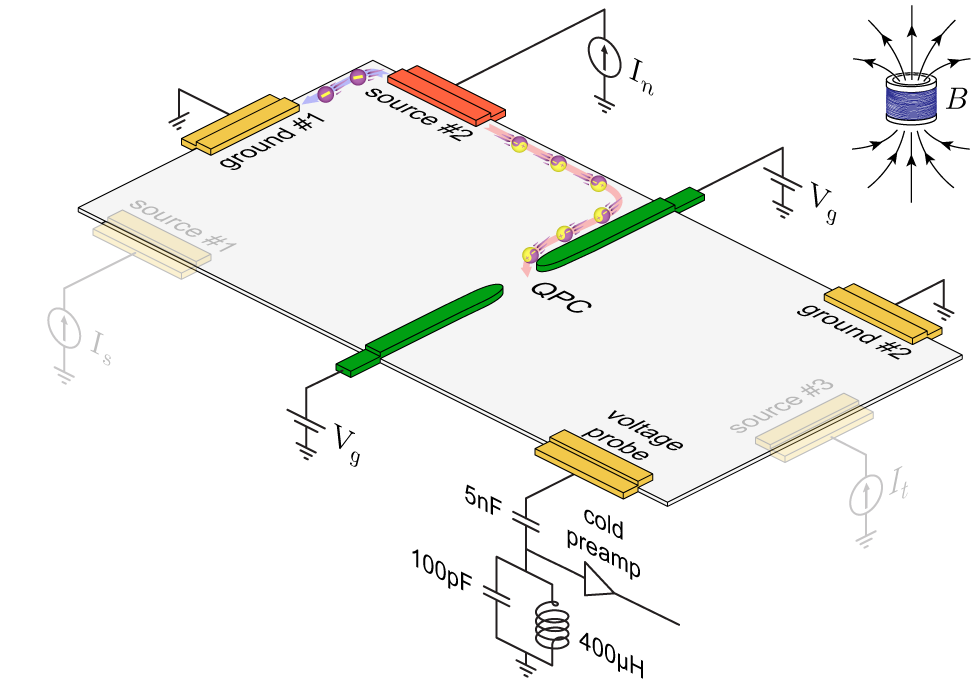 I_n
B
source #2
ground #1
V_g
source #1
QPC
ground #2
I_s
source #3
voltage
probe
V_g
I_t
5nF
cold
preamp
100pF
400μH